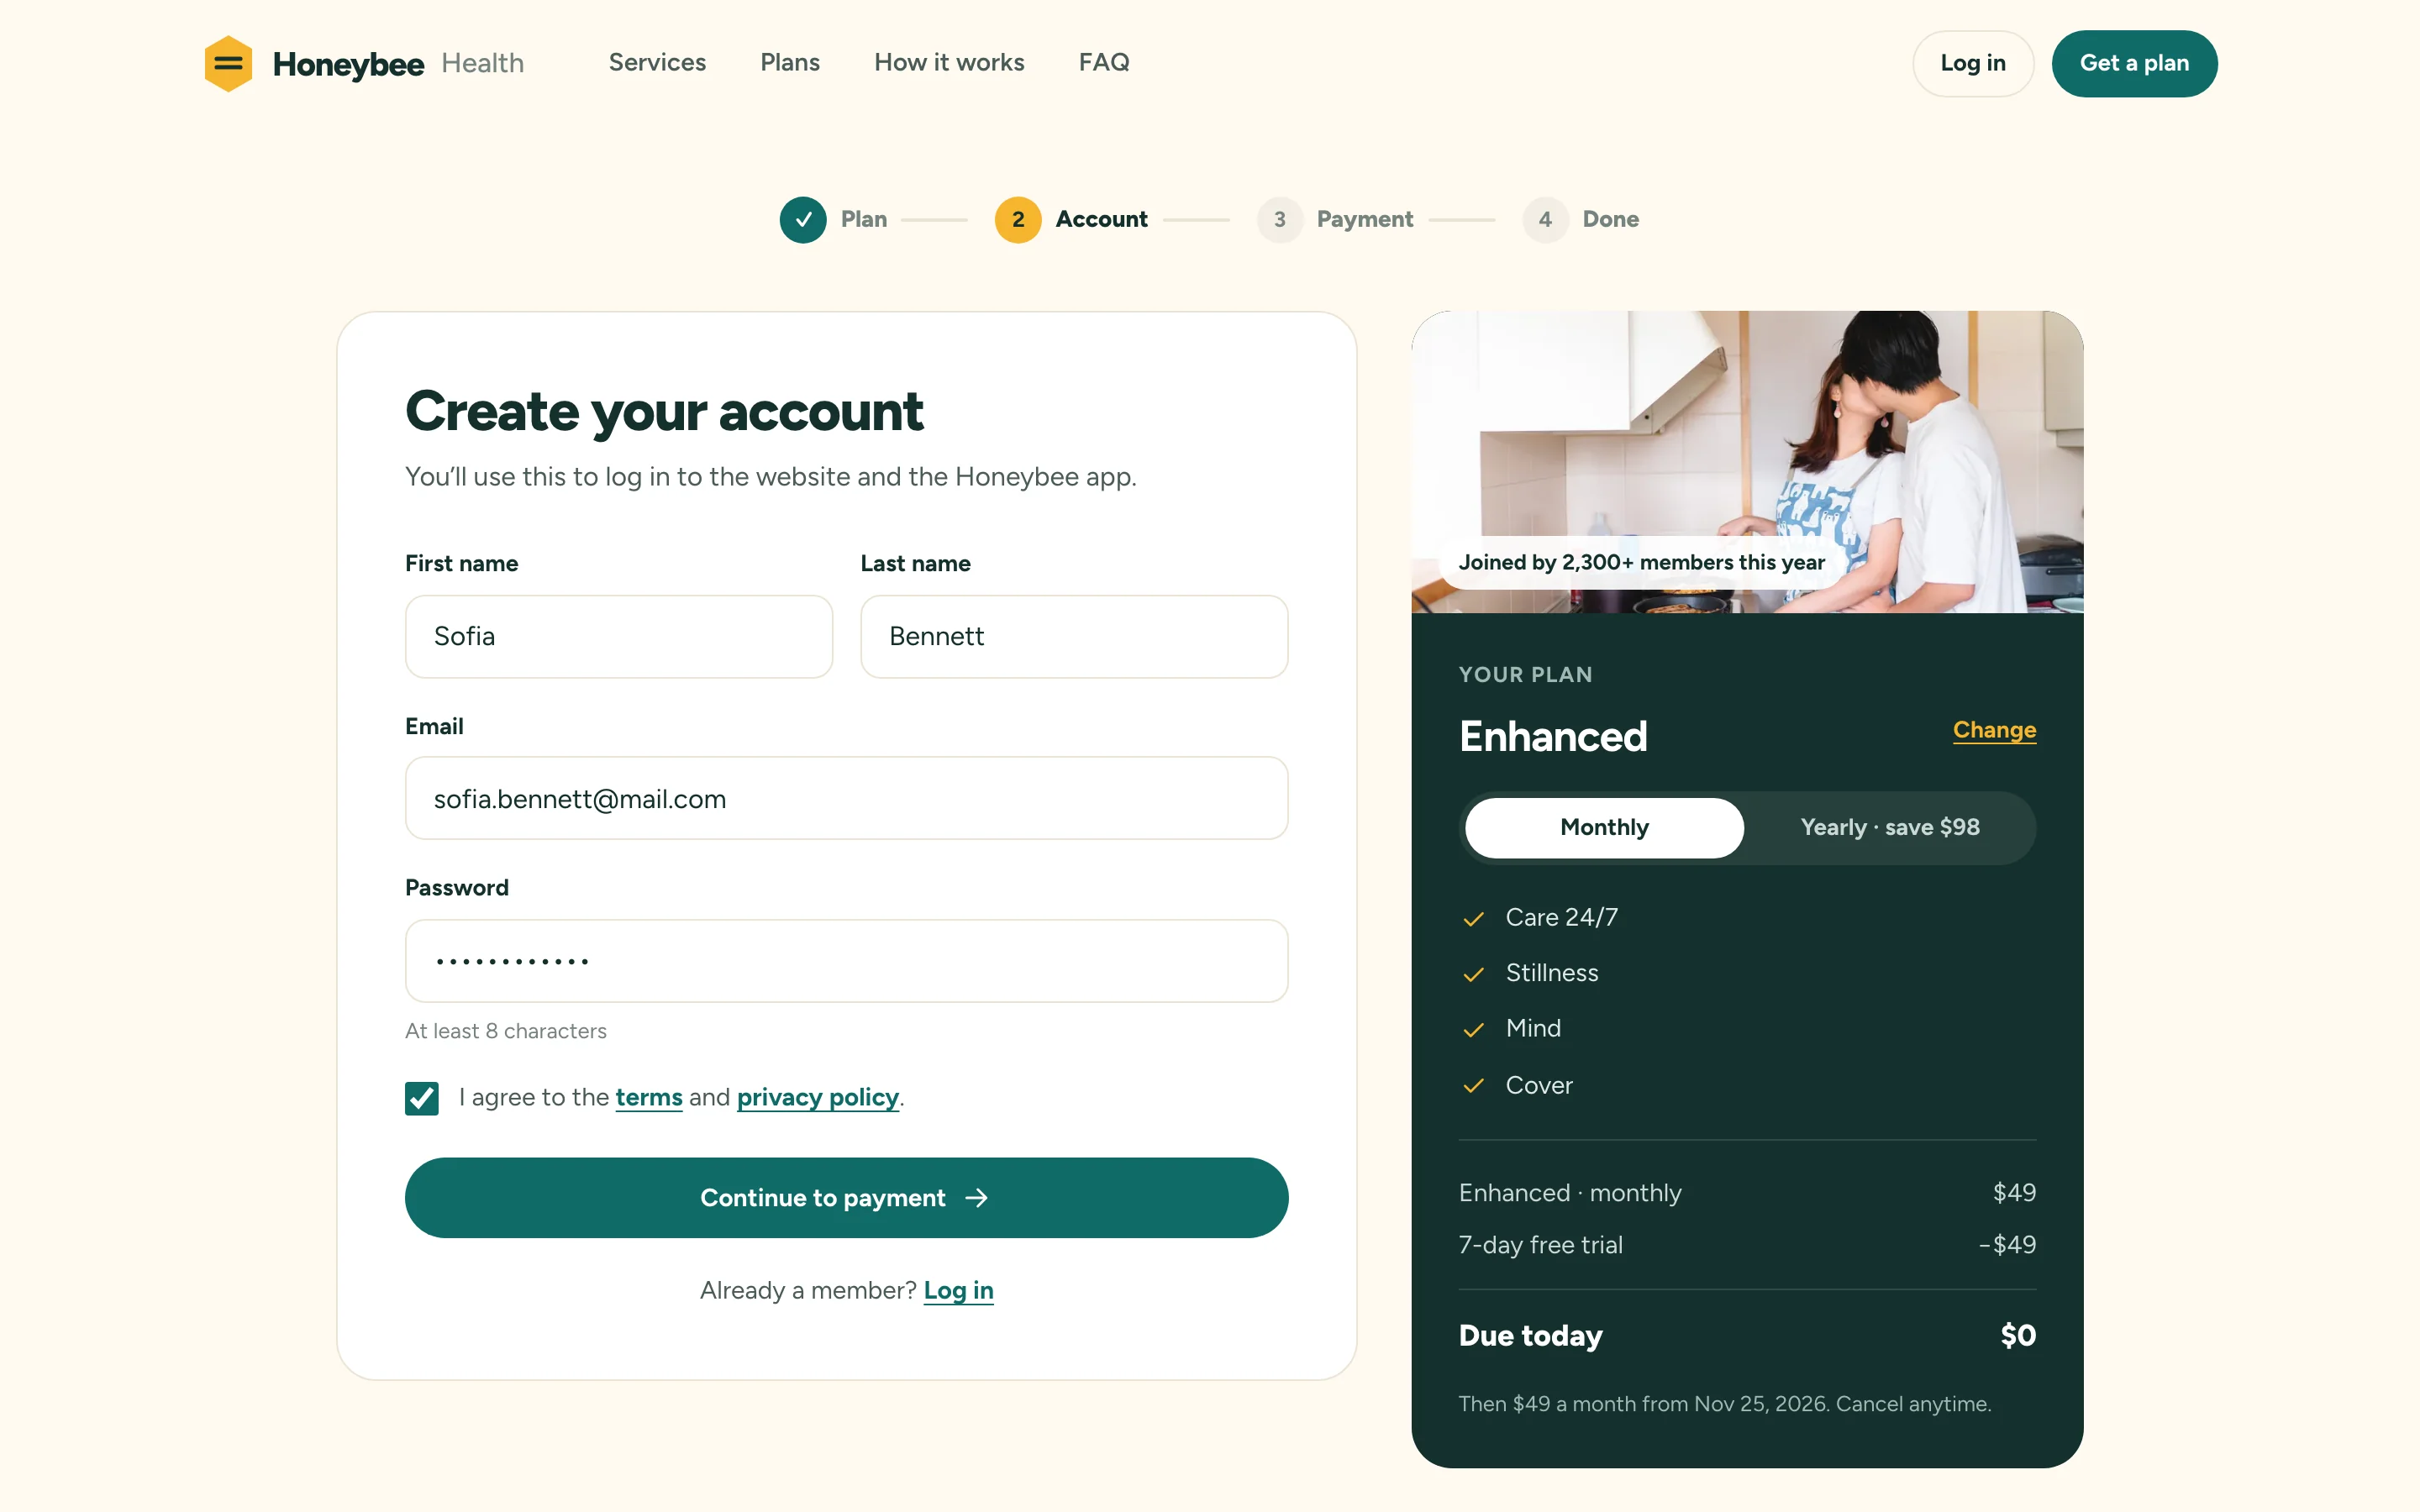 Honeybee Health
Services
Plans
How it works
FAQ
Log in
Get a plan
Plan
2 Account
3 Payment
4 Done
Create your account
You’ll use this to log in to the website and the Honeybee app.
First name
Last name
Sofia
Bennett
Email
sofia.bennett@mail.com
Password
••••••••••••
At least 8 characters
I agree to the terms and privacy policy.
Continue to payment →
Already a member? Log in
Joined by 2,300+ members this year
YOUR PLAN
Enhanced
Change
Monthly
Yearly · save $98
Care 24/7
Stillness
Mind
Cover
Enhanced · monthly $49
7-day free trial −$49
Due today $0
Then $49 a month from Nov 25, 2026. Cancel anytime.